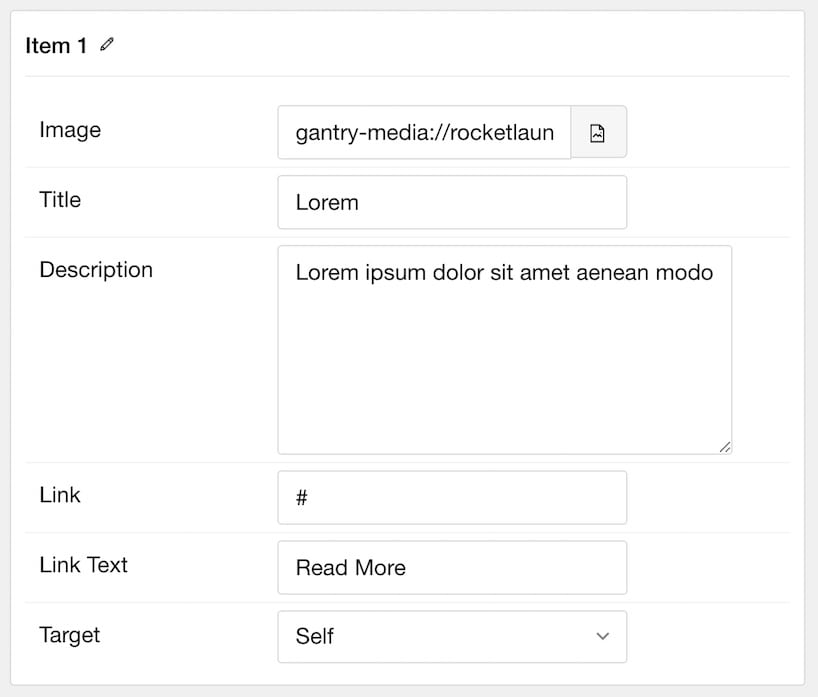 Item 1
Image
gantry-media://rocketlaun
Title
Lorem
Description
Lorem ipsum dolor sit amet aenean modo
Link
#
Link Text
Read More
Target
Self